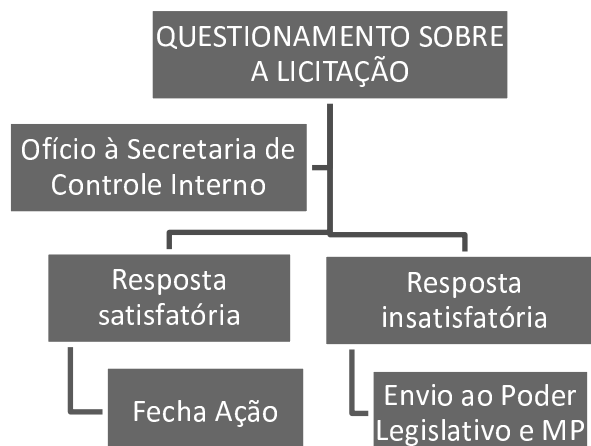 QUESTIONAMENTO SOBRE
A LICITAÇÃO
Ofício à Secretaria de
Controle Interno
Resposta
satisfatória
Resposta
insatisfatória
Fecha Ação
Envio ao Poder
Legislativo e MP